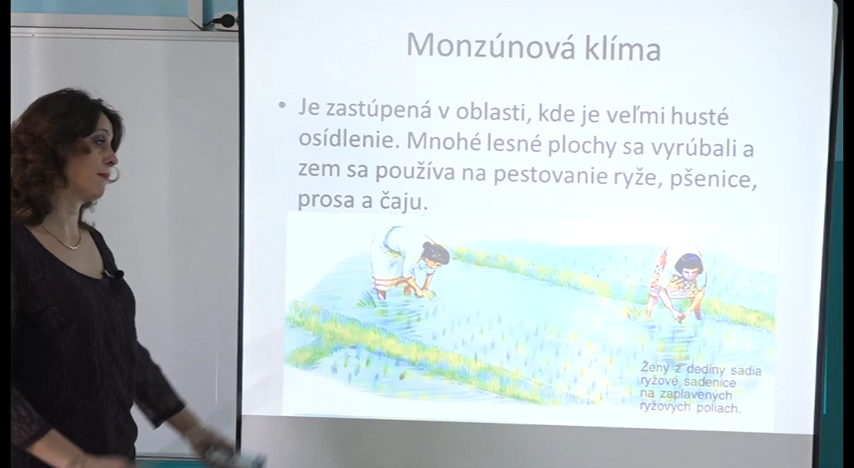 Monzúnová klíma
• Je zastúpená v oblasti, kde je veľmi husté
osídlenie. Mnohé lesné plochy sa vyrúbali a
zem sa používa na pestovanie ryže, pšenice,
prosa a čaju.
Ženy z dediny sadia
ryžové sadenice
na zaplavených
ryžových poliach.